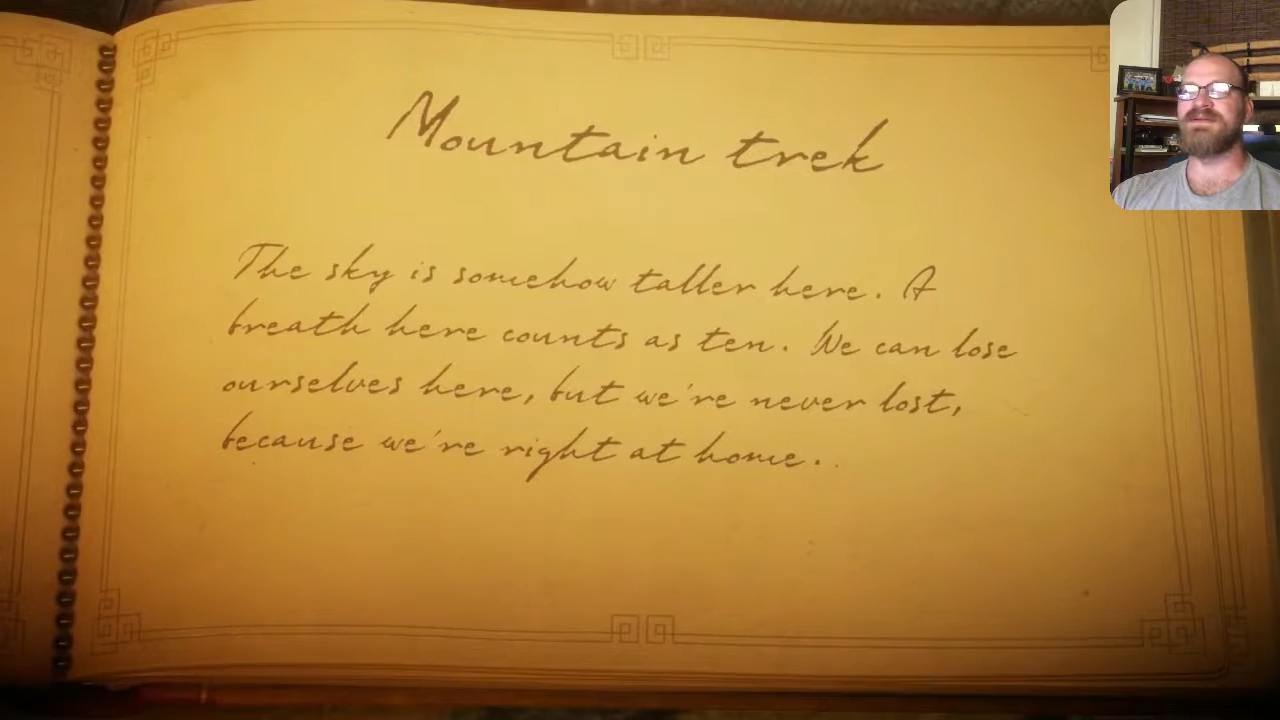 Mountain trek
The sky is somehow taller here. A
breath here counts as ten. We can lose
ourselves here, but we're never lost,
because we're right at home.